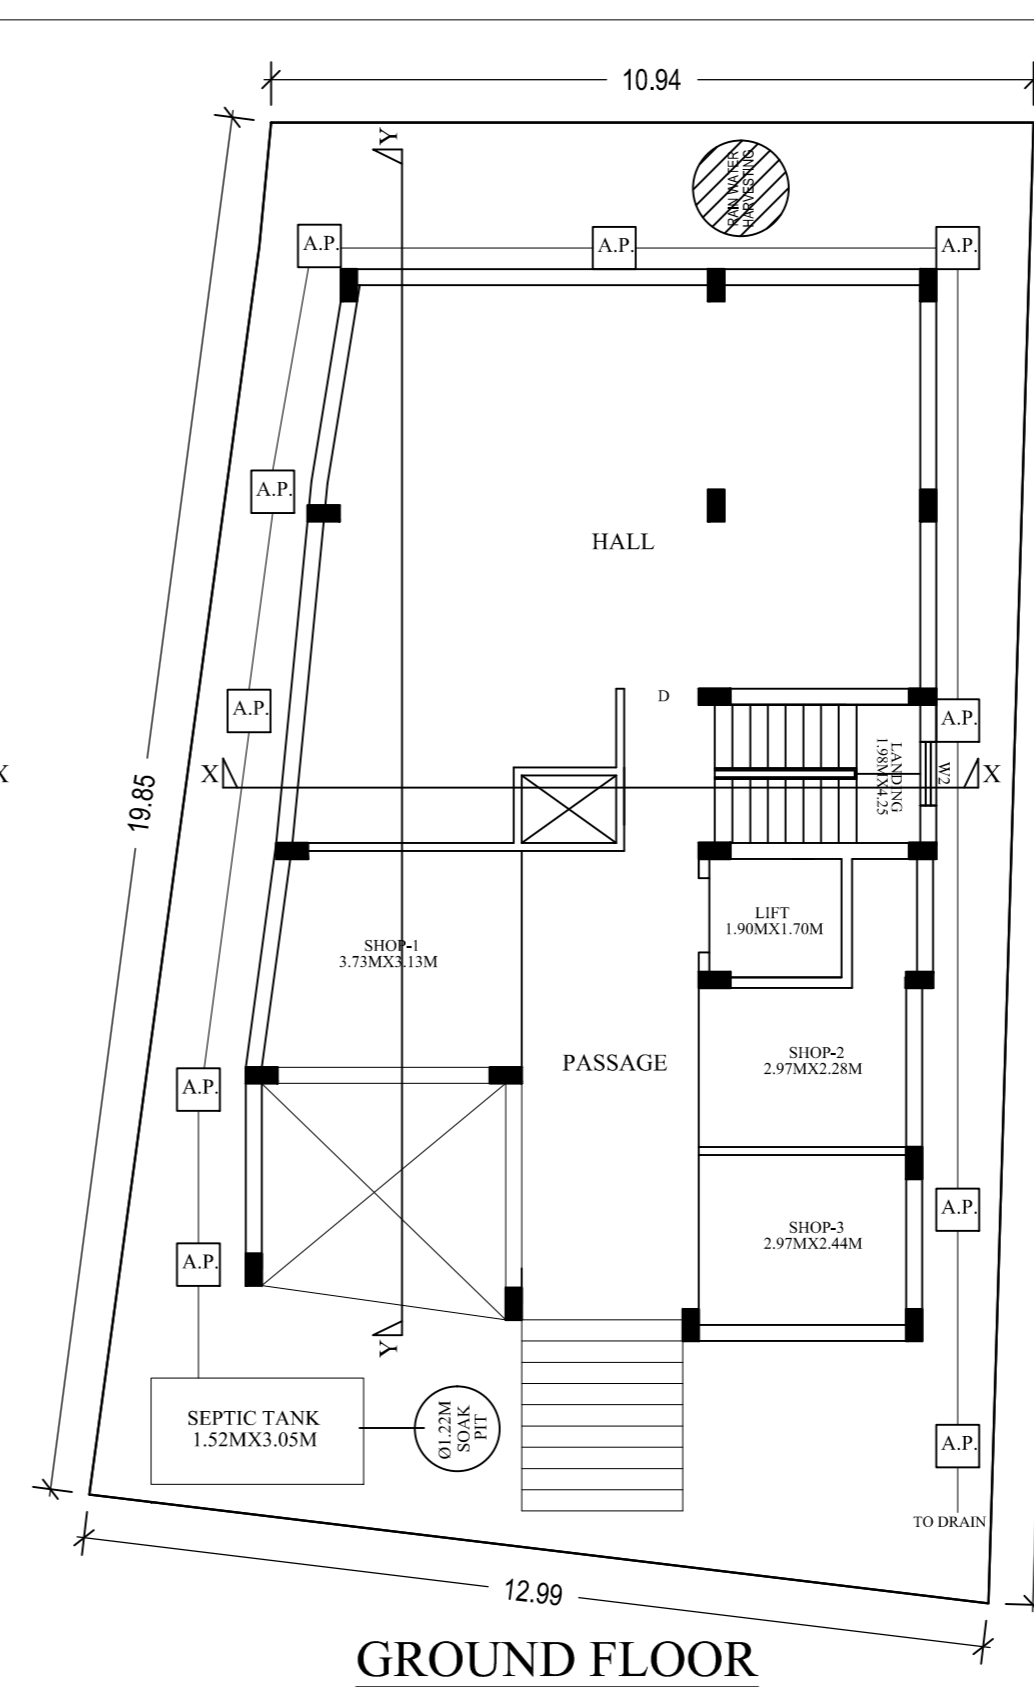 10.94
Y
RAIN WATER
HARVESTING
A.P.
A.P.
A.P.
A.P.
HALL
A.P.
D
A.P.
X
X
LANDING
1.98MX4.25
W2
X
19.85
LIFT
1.90MX1.70M
SHOP-1
3.73MX3.13M
PASSAGE
SHOP-2
2.97MX2.28M
A.P.
A.P.
SHOP-3
2.97MX2.44M
A.P.
Y
SEPTIC TANK
1.52MX3.05M
Ø1.22M
SOAK
PIT
A.P.
TO DRAIN
12.99
GROUND FLOOR